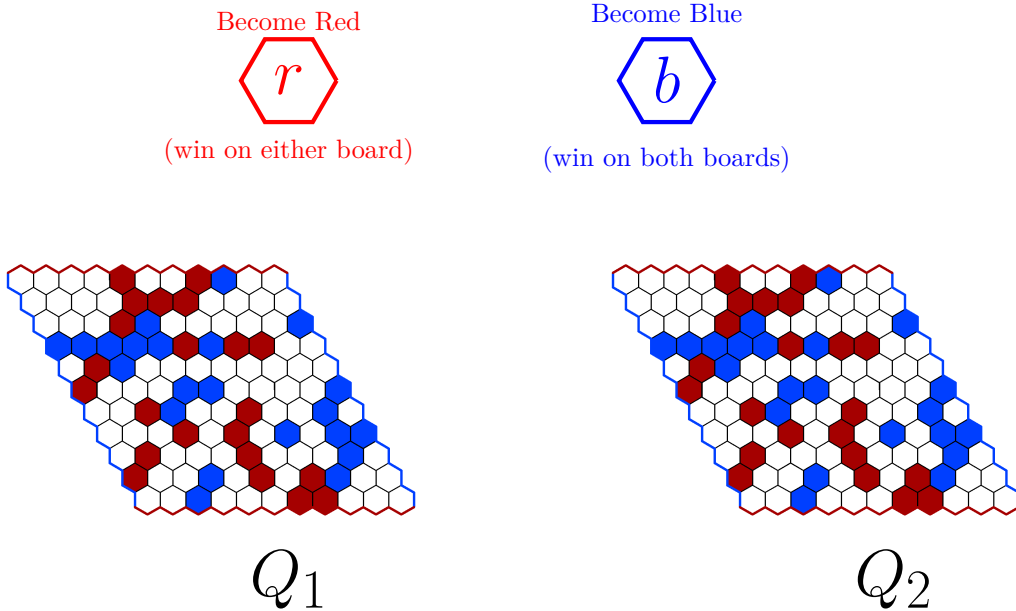 Become Red
Become Blue
r
b
(win on either board)
(win on both boards)
Q1
Q2